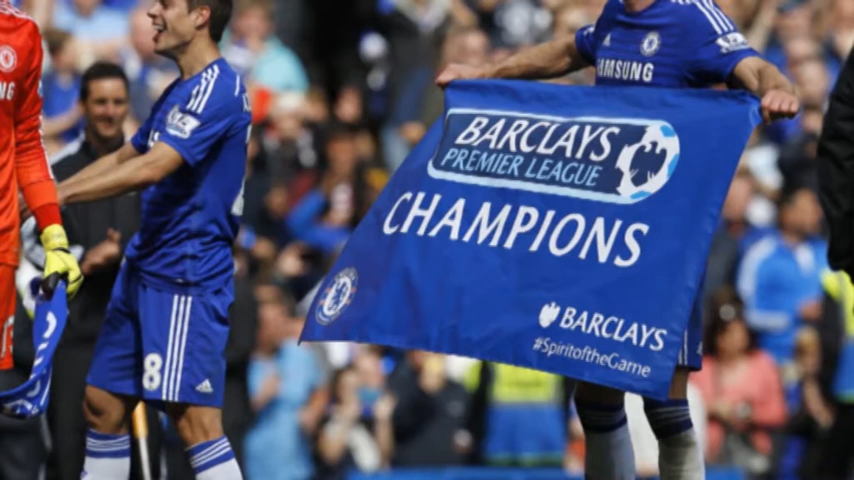 SAMSUNG
BARCLAYS
PREMIER LEAGUE
CHAMPIONS
BARCLAYS
#SpiritoftheGame
8